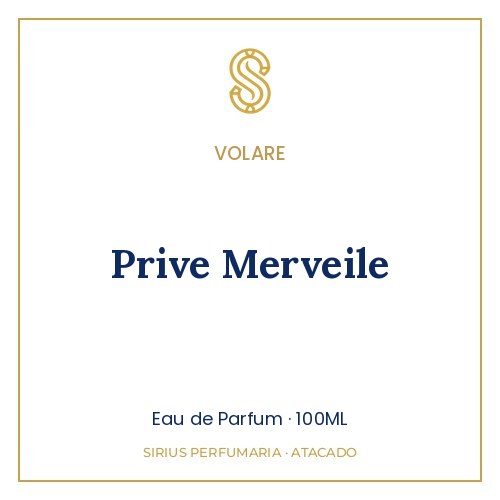 VOLARE
Prive Merveile
Eau de Parfum · 100ML
SIRIUS PERFUMARIA · ATACADO